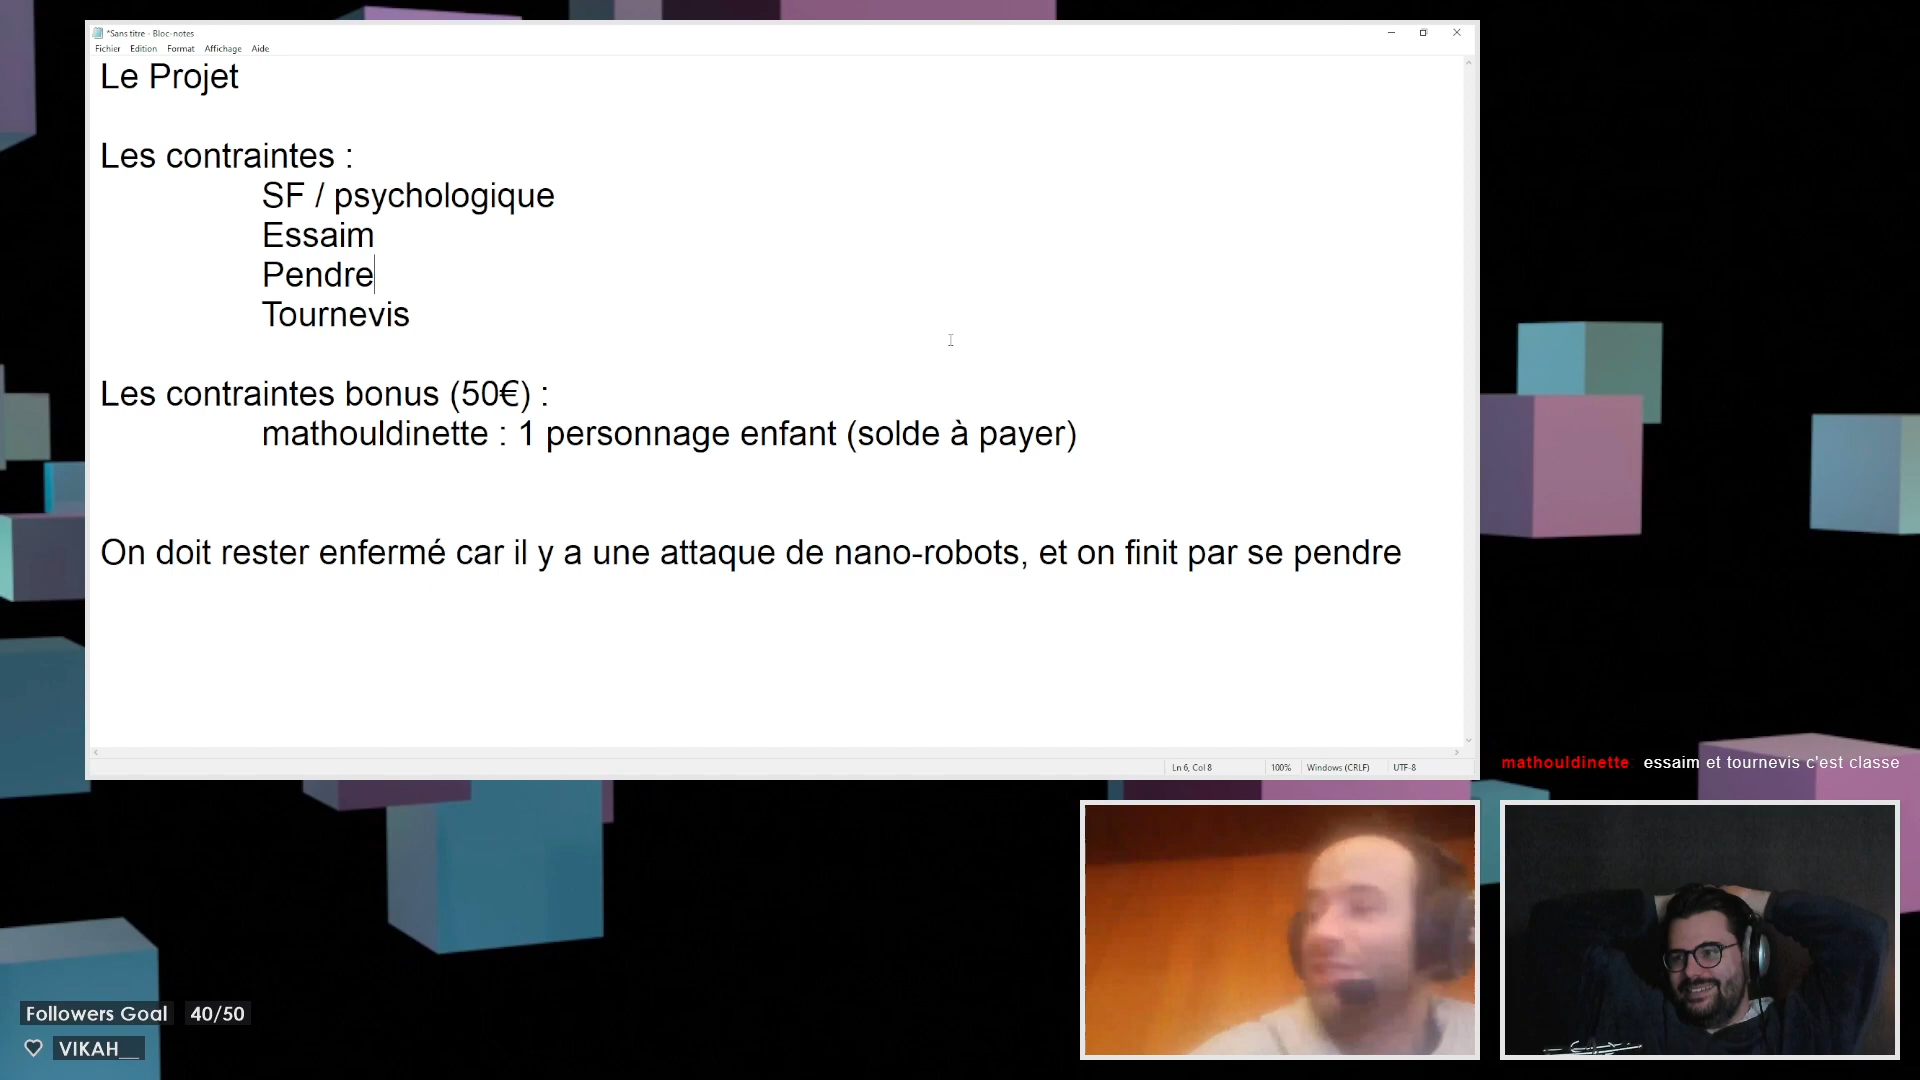 *Sans titre - Bloc-notes
Fichier Edition Format Affichage Aide
Le Projet
Les contraintes :
SF / psychologique
Essaim
Pendre
Tournevis
Les contraintes bonus (50€) :
mathouldinette : 1 personnage enfant (solde à payer)
On doit rester enfermé car il y a une attaque de nano-robots, et on finit par se pendre
Ln 6, Col 8 100% Windows (CRLF) UTF-8
mathouldinette essaim et tournevis c'est classe
Followers Goal 40/50
VIKAH__